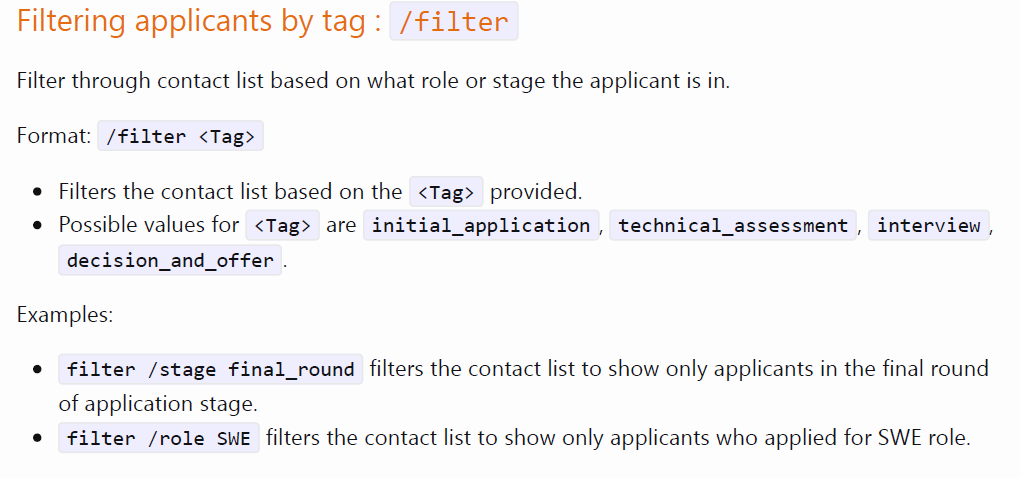 Filtering applicants by tag : /filter
Filter through contact list based on what role or stage the applicant is in.
Format: /filter <Tag>
• Filters the contact list based on the <Tag> provided.
• Possible values for <Tag> are initial_application, technical_assessment, interview,
decision_and_offer.
Examples:
• filter /stage final_round filters the contact list to show only applicants in the final round
of application stage.
• filter /role SWE filters the contact list to show only applicants who applied for SWE role.